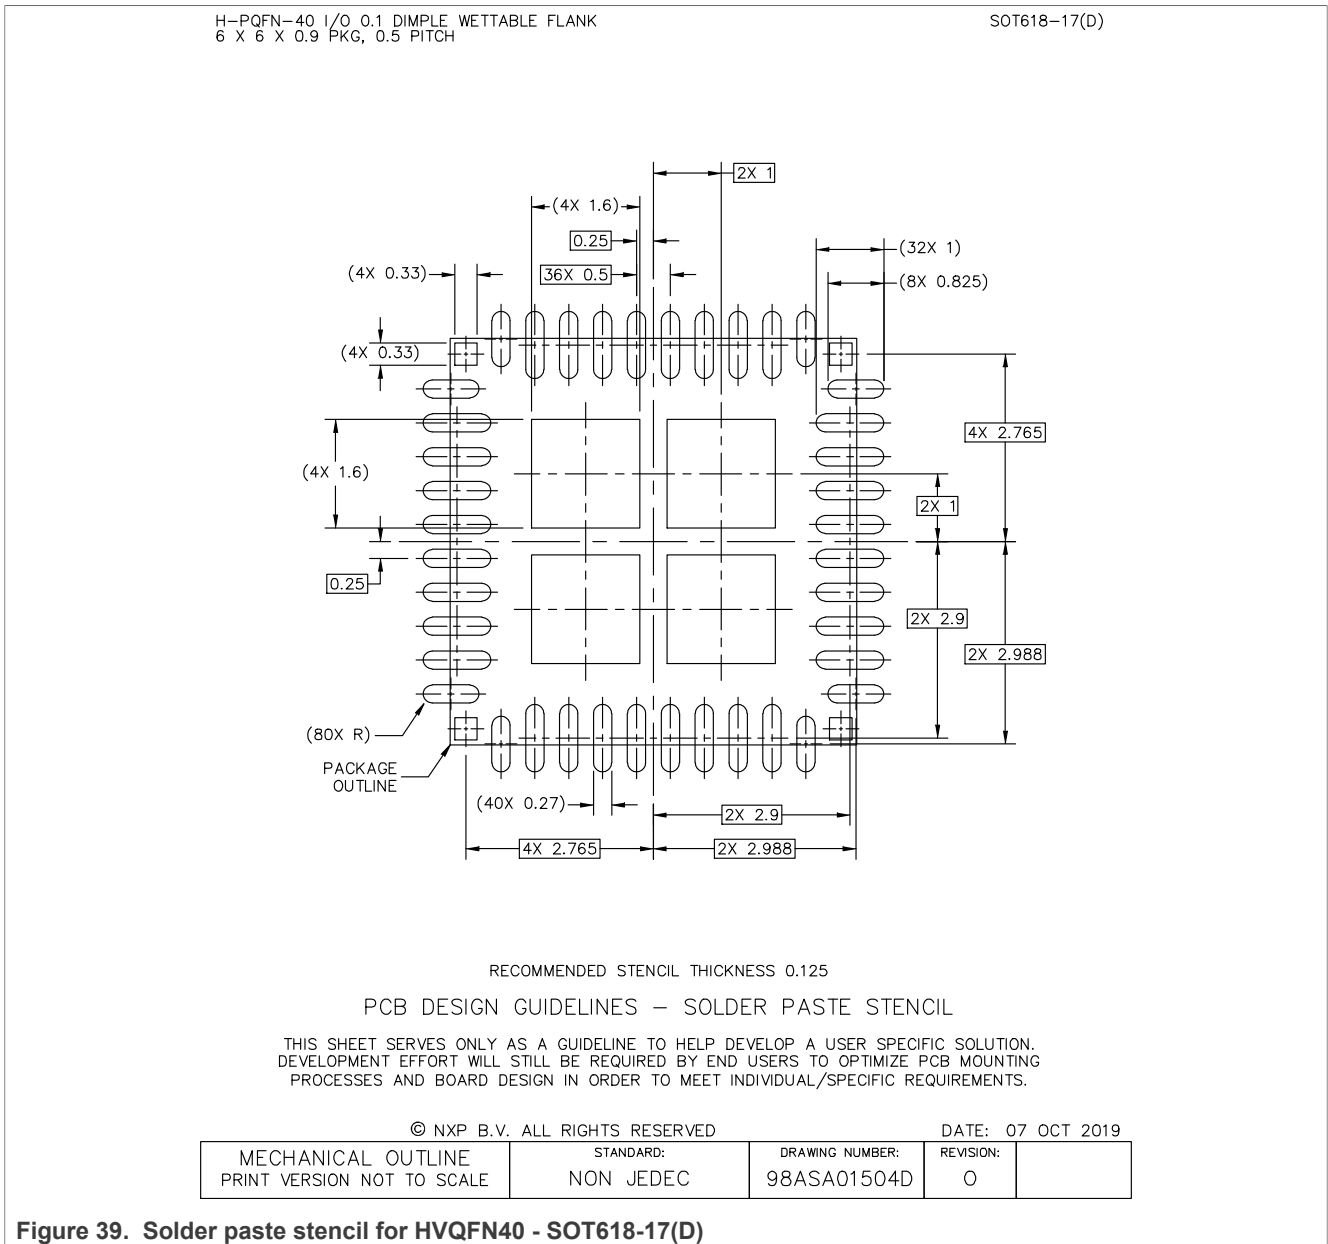 H-PQFN-40 I/O 0.1 DIMPLE WETTABLE FLANK
6 X 6 X 0.9 PKG, 0.5 PITCH
SOT618-17(D)
2X 1
(4X 1.6)
0.25
(32X 1)
(4X 0.33)
36X 0.5
(8X 0.825)
(4X 0.33)
4X 2.765
(4X 1.6)
2X 1
0.25
2X 2.9
2X 2.988
(80X R)
PACKAGE
OUTLINE
(40X 0.27)
2X 2.9
4X 2.765
2X 2.988
RECOMMENDED STENCIL THICKNESS 0.125
PCB DESIGN GUIDELINES - SOLDER PASTE STENCIL
THIS SHEET SERVES ONLY AS A GUIDELINE TO HELP DEVELOP A USER SPECIFIC SOLUTION.
DEVELOPMENT EFFORT WILL STILL BE REQUIRED BY END USERS TO OPTIMIZE PCB MOUNTING
PROCESSES AND BOARD DESIGN IN ORDER TO MEET INDIVIDUAL/SPECIFIC REQUIREMENTS.
© NXP B.V. ALL RIGHTS RESERVED
DATE: 07 OCT 2019
MECHANICAL OUTLINE
PRINT VERSION NOT TO SCALE
STANDARD:
NON JEDEC
DRAWING NUMBER:
98ASA01504D
REVISION:
O
Figure 39. Solder paste stencil for HVQFN40 - SOT618-17(D)